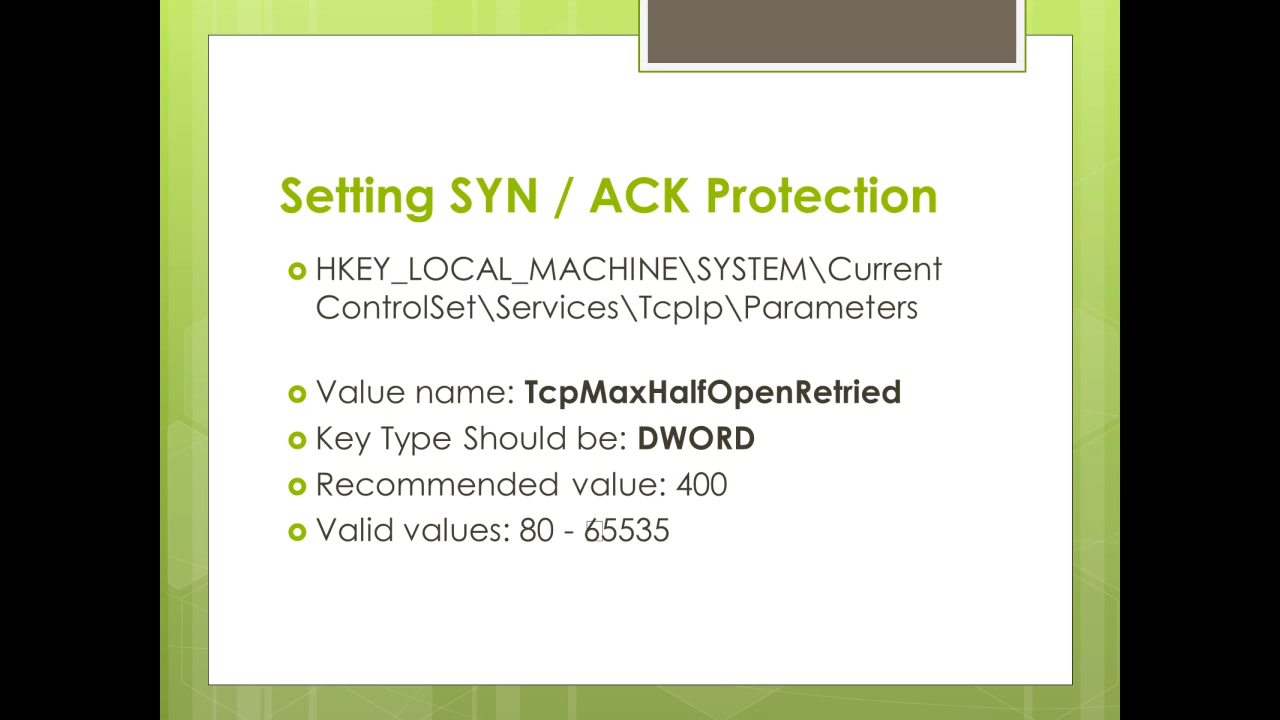 Setting SYN / ACK Protection
HKEY_LOCAL_MACHINE\SYSTEM\Current
ControlSet\Services\TcpIp\Parameters
Value name: TcpMaxHalfOpenRetried
Key Type Should be: DWORD
Recommended value: 400
Valid values: 80 - 65535